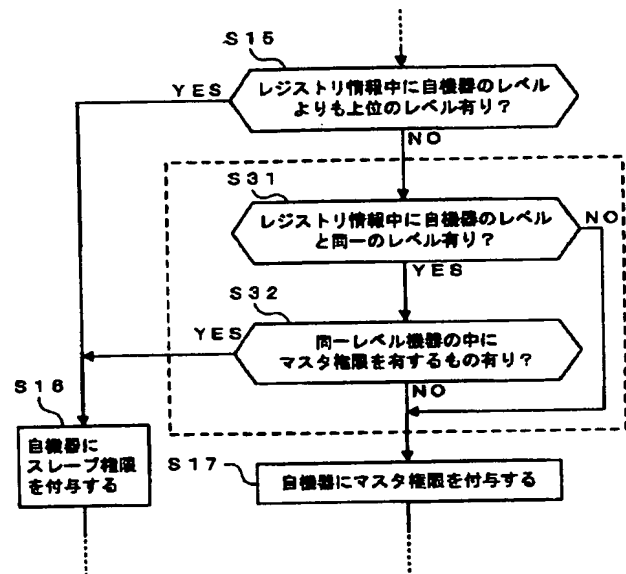 S15
レジストリ情報中に自機器のレベル
よりも上位のレベル有り？
YES
NO
S31
レジストリ情報中に自機器のレベル
と同一のレベル有り？
NO
YES
S32
同一レベル機器の中に
マスタ権限を有するもの有り？
YES
NO
S16
自機器に
スレーブ権限
を付与する
S17
自機器にマスタ権限を付与する